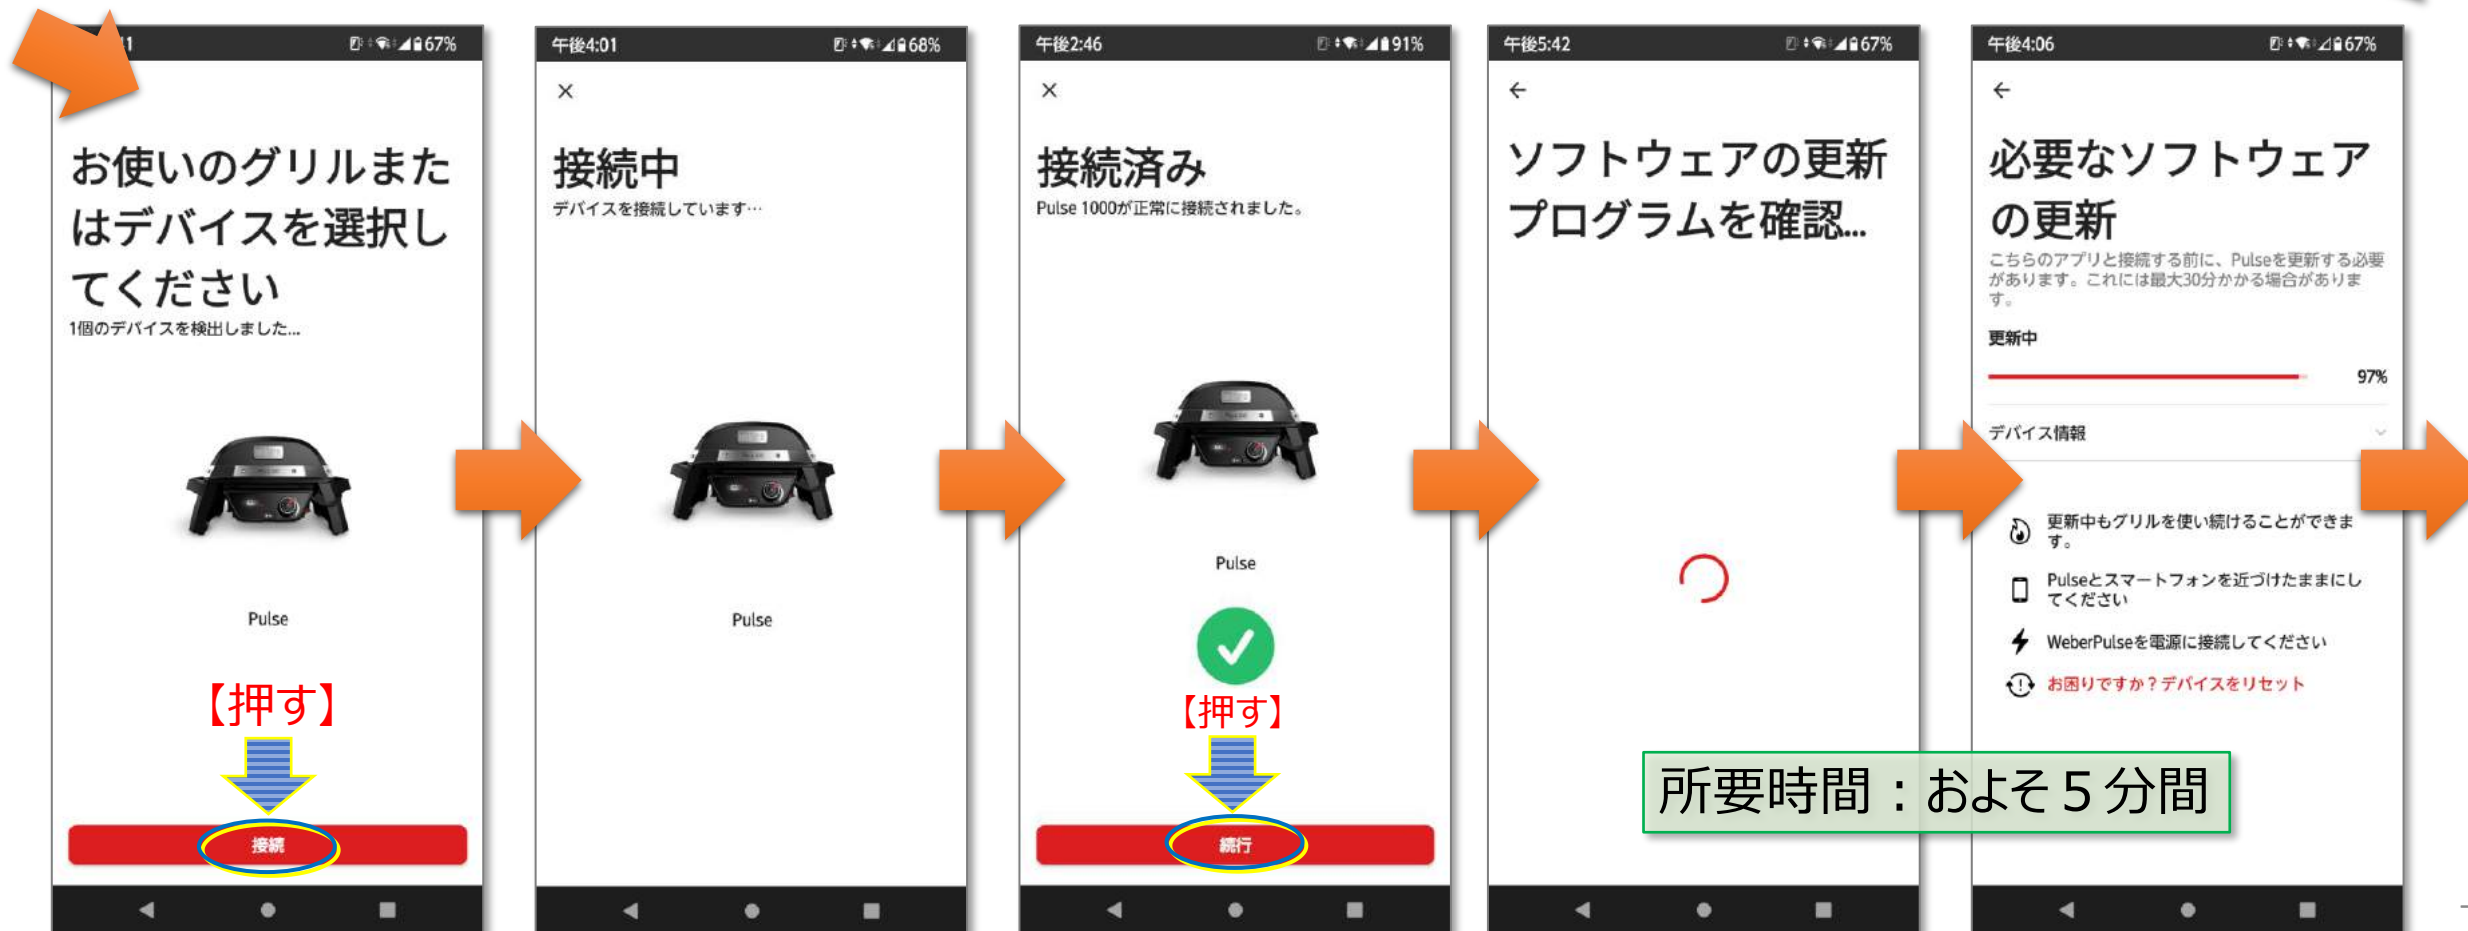 67%
お使いのグリルまた
はデバイスを選択し
てください
1個のデバイスを検出しました...
Pulse
【押す】
接続
午後4:01
68%
接続中
デバイスを接続しています…
Pulse
午後2:46
91%
接続済み
Pulse 1000が正常に接続されました。
Pulse
【押す】
続行
午後5:42
67%
ソフトウェアの更新
プログラムを確認...
午後4:06
67%
必要なソフトウェア
の更新
こちらのアプリと接続する前に、Pulseを更新する必要
があります。これには最大30分かかる場合がありま
す。
更新中
97%
デバイス情報
更新中もグリルを使い続けることができま
す。
Pulseとスマートフォンを近づけたままにし
てください
WeberPulseを電源に接続してください
お困りですか？デバイスをリセット
所要時間：およそ５分間